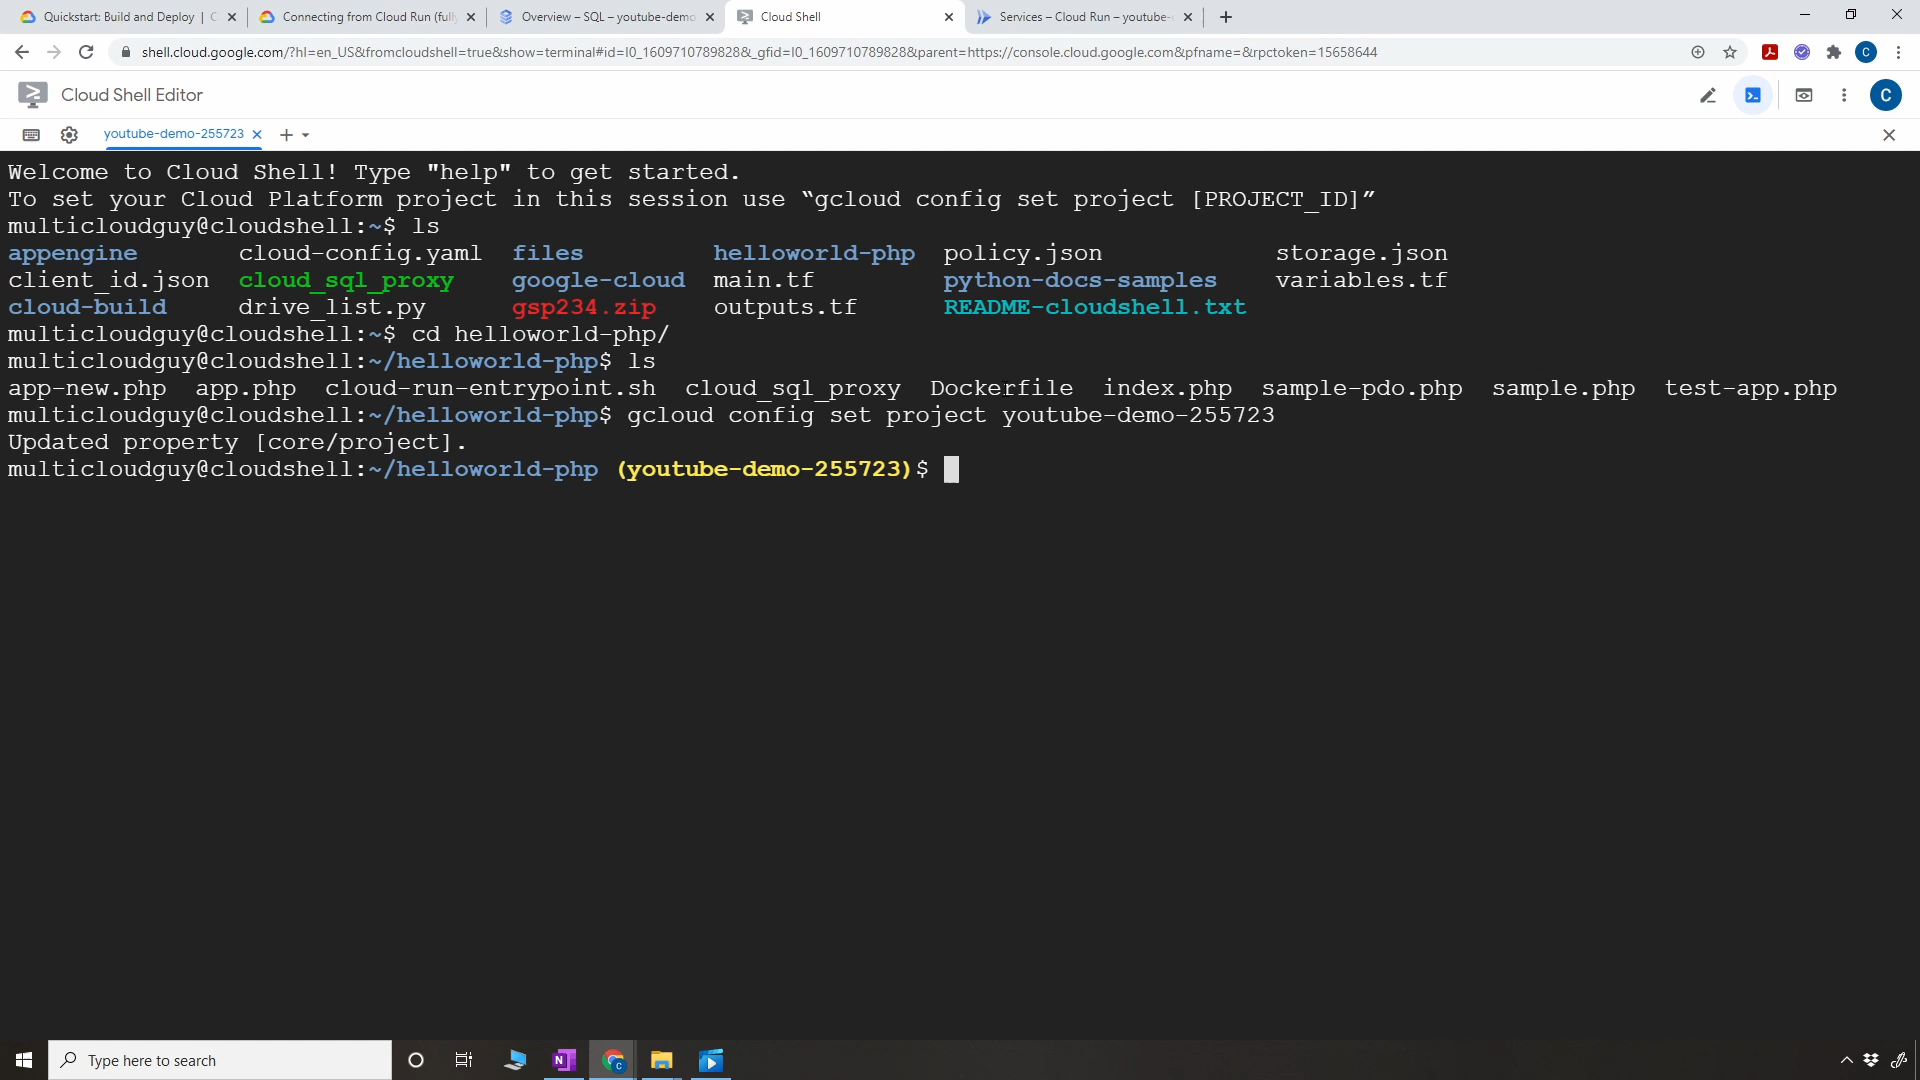 Quickstart: Build and Deploy | C
Connecting from Cloud Run (full
Overview – SQL – youtube-demo
Cloud Shell
Services – Cloud Run – youtube-
shell.cloud.google.com/?hl=en_US&fromcloudshell=true&show=terminal#id=I0_1609710789828&_gfid=I0_1609710789828&parent=https://console.cloud.google.com&pfname=&rpctoken=15658644
C
Cloud Shell Editor
C
youtube-demo-255723
Welcome to Cloud Shell! Type "help" to get started.
To set your Cloud Platform project in this session use “gcloud config set project [PROJECT_ID]”
multicloudguy@cloudshell:~$ ls
appengine cloud-config.yaml files helloworld-php policy.json storage.json
client_id.json cloud_sql_proxy google-cloud main.tf python-docs-samples variables.tf
cloud-build drive_list.py gsp234.zip outputs.tf README-cloudshell.txt
multicloudguy@cloudshell:~$ cd helloworld-php/
multicloudguy@cloudshell:~/helloworld-php$ ls
app-new.php app.php cloud-run-entrypoint.sh cloud_sql_proxy Dockerfile index.php sample-pdo.php sample.php test-app.php
multicloudguy@cloudshell:~/helloworld-php$ gcloud config set project youtube-demo-255723
Updated property [core/project].
multicloudguy@cloudshell:~/helloworld-php (youtube-demo-255723)$
Type here to search